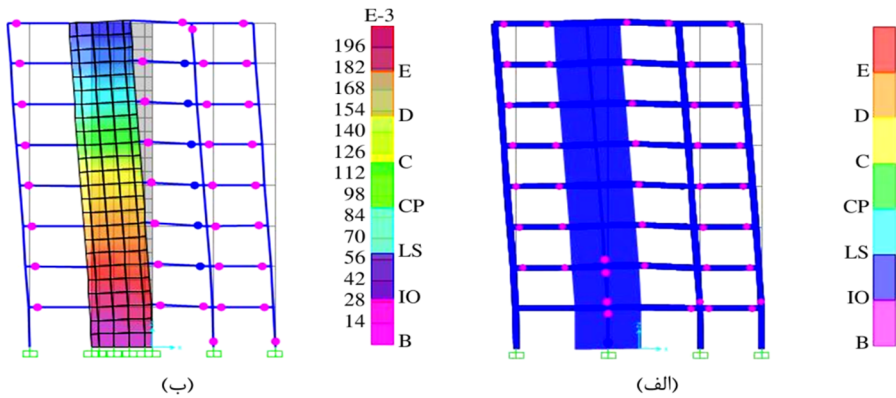 E-3
196
182
168
154
140
126
112
98
84
70
56
42
28
14
E
D
C
CP
LS
IO
B
E
D
C
CP
LS
IO
B
(ب)
(الف)